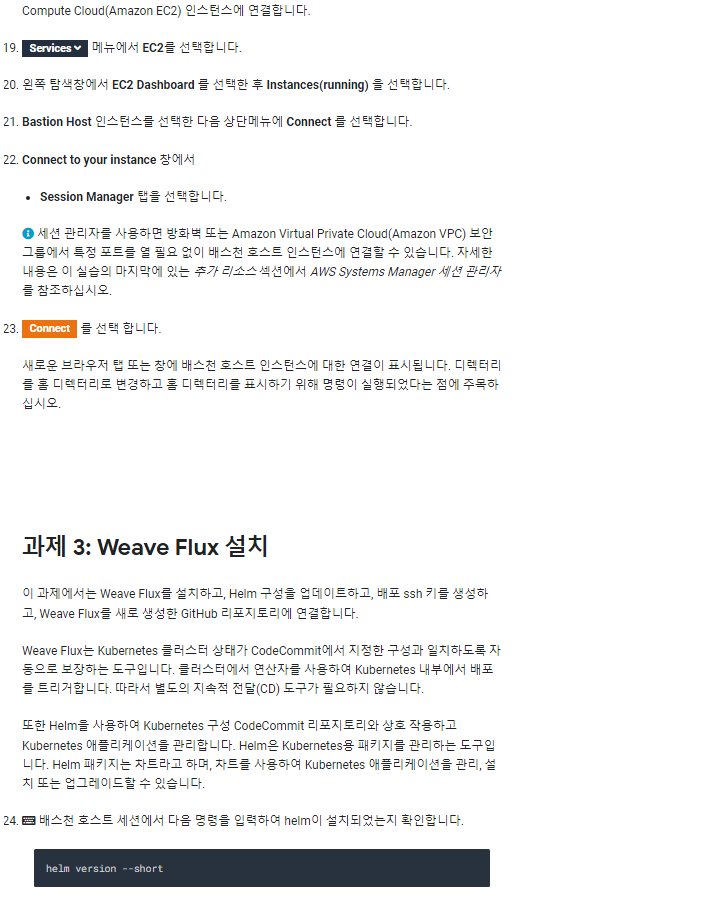 Compute Cloud(Amazon EC2) 인스턴스에 연결합니다.
19. Services 메뉴에서 EC2를 선택합니다.
20. 왼쪽 탐색창에서 EC2 Dashboard 를 선택한 후 Instances(running) 을 선택합니다.
21. Bastion Host 인스턴스를 선택한 다음 상단메뉴에 Connect 를 선택합니다.
22. Connect to your instance 창에서
• Session Manager 탭을 선택합니다.
세션 관리자를 사용하면 방화벽 또는 Amazon Virtual Private Cloud(Amazon VPC) 보안
그룹에서 특정 포트를 열 필요 없이 배스천 호스트 인스턴스에 연결할 수 있습니다. 자세한
내용은 이 실습의 마지막에 있는 추가 리소스 섹션에서 AWS Systems Manager 세션 관리자
를 참조하십시오.
23. Connect 를 선택 합니다.
새로운 브라우저 탭 또는 창에 배스천 호스트 인스턴스에 대한 연결이 표시됩니다. 디렉터리
를 홈 디렉터리로 변경하고 홈 디렉터리를 표시하기 위해 명령이 실행되었다는 점에 주목하
십시오.
과제 3: Weave Flux 설치
이 과제에서는 Weave Flux를 설치하고, Helm 구성을 업데이트하고, 배포 ssh 키를 생성하
고, Weave Flux를 새로 생성한 GitHub 리포지토리에 연결합니다.
Weave Flux는 Kubernetes 클러스터 상태가 CodeCommit에서 지정한 구성과 일치하도록 자
동으로 보장하는 도구입니다. 클러스터에서 연산자를 사용하여 Kubernetes 내부에서 배포
를 트리거합니다. 따라서 별도의 지속적 전달(CD) 도구가 필요하지 않습니다.
또한 Helm을 사용하여 Kubernetes 구성 CodeCommit 리포지토리와 상호 작용하고
Kubernetes 애플리케이션을 관리합니다. Helm은 Kubernetes용 패키지를 관리하는 도구입
니다. Helm 패키지는 차트라고 하며, 차트를 사용하여 Kubernetes 애플리케이션을 관리, 설
치 또는 업그레이드할 수 있습니다.
24. 배스천 호스트 세션에서 다음 명령을 입력하여 helm이 설치되었는지 확인합니다.
helm version --short